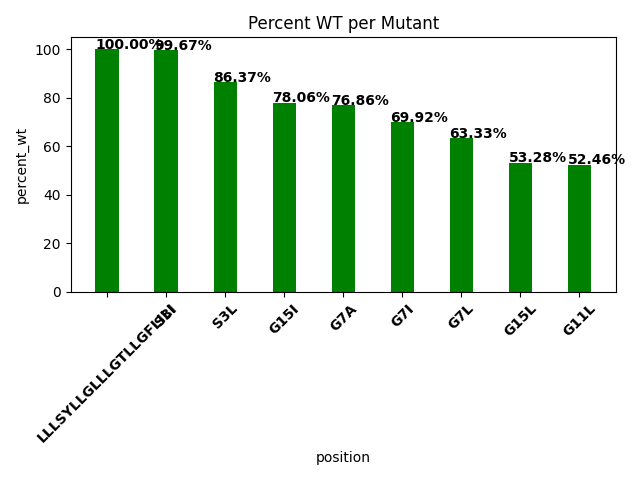 Percent WT per Mutant
percent_wt
100
80
60
40
20
0
100.00%
99.67%
86.37%
78.06%
76.86%
69.92%
63.33%
53.28%
52.46%
S3I
S3L
G15I
G7A
G7I
G7L
G15L
G11L
position